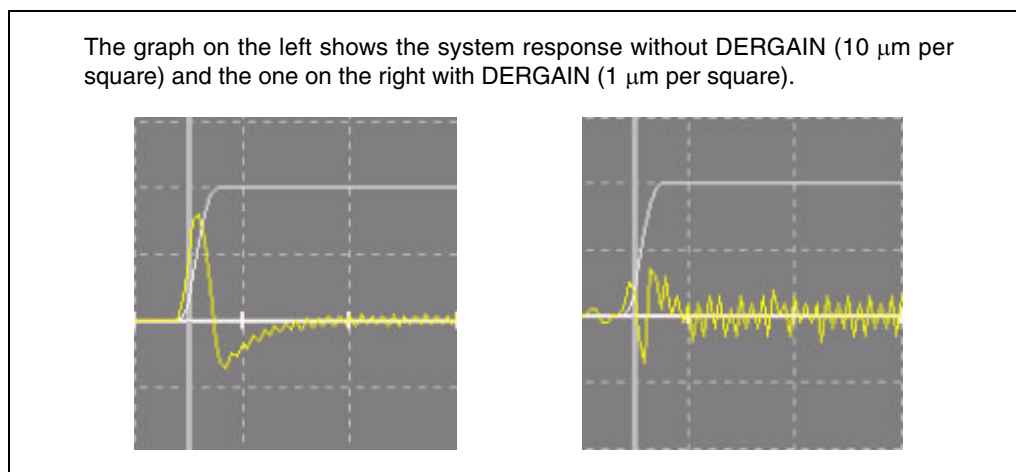 The graph on the left shows the system response without DERGAIN (10 μm per
square) and the one on the right with DERGAIN (1 μm per square).